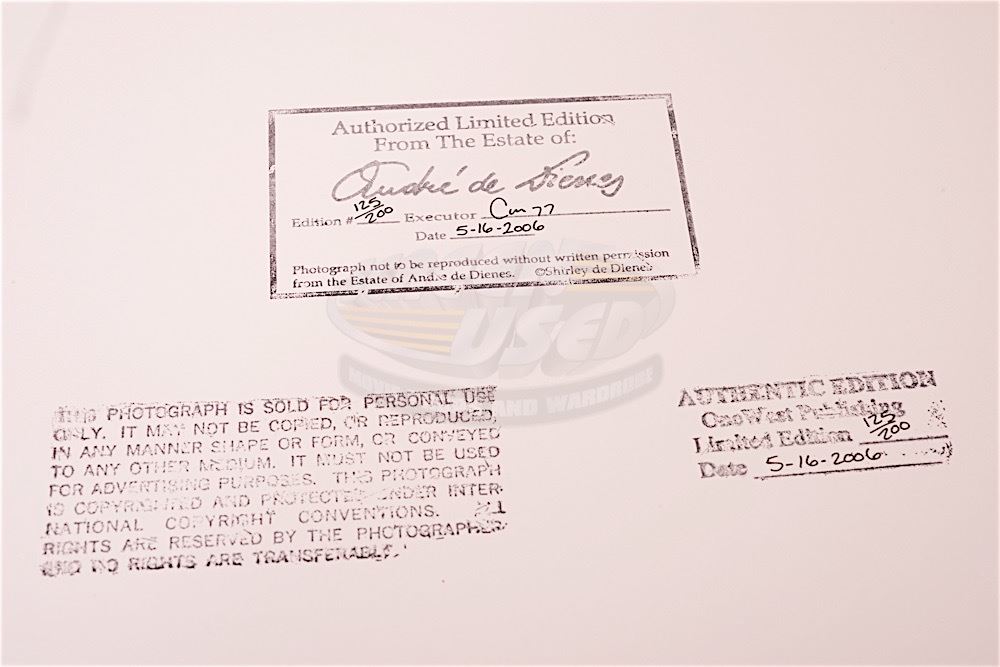 Authorized Limited Edition
From The Estate of:
André de Dienes
Edition # 125/200 Executor
Date 5-16-2006
Photograph not to be reproduced without written permission
from the Estate of Andre de Dienes. ©Shirley de Dienes
USED
MOVIE AND WARDROBE
THIS PHOTOGRAPH IS SOLD FOR PERSONAL USE
ONLY. IT MAY NOT BE COPIED, OR REPRODUCED,
IN ANY MANNER SHAPE OR FORM, OR CONVEYED
TO ANY OTHER MEDIUM. IT MUST NOT BE USED
FOR ADVERTISING PURPOSES. THIS PHOTOGRAPH
IS COPYRIGHTED AND PROTECTED UNDER INTER-
NATIONAL COPYRIGHT CONVENTIONS. ALL
RIGHTS ARE RESERVED BY THE PHOTOGRAPHER
AND NO RIGHTS ARE TRANSFERABLE.
AUTHENTIC EDITION
OneWest Publishing
Limited Edition 125/200
Date 5-16-2006